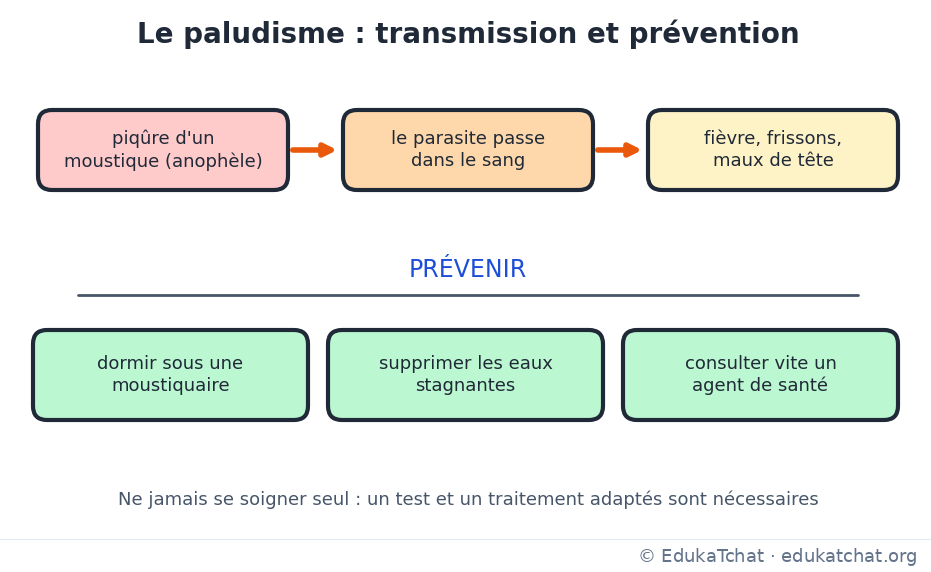 Le paludisme : transmission et prévention
piqûre d'un
moustique (anophèle)
le parasite passe
dans le sang
fièvre, frissons,
maux de tête
PRÉVENIR
dormir sous une
moustiquaire
supprimer les eaux
stagnantes
consulter vite un
agent de santé
Ne jamais se soigner seul : un test et un traitement adaptés sont nécessaires
© EdukaTchat · edukatchat.org